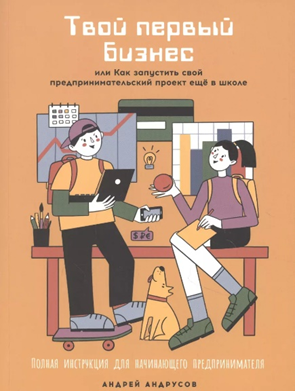 Твой первый
бизнес
или Как запустить свой
предпринимательский проект ещё в школе
$₽€
Полная инструкция для начинающего предпринимателя
АНДРЕЙ АНДРУСОВ